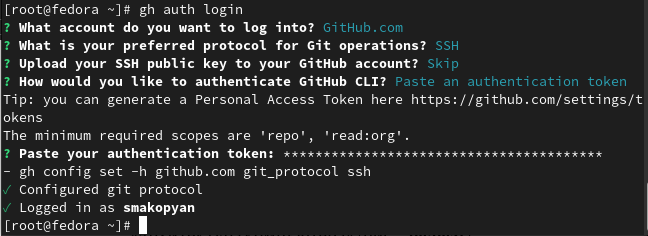 [root@fedora ~]# gh auth login
? What account do you want to log into? GitHub.com
? What is your preferred protocol for Git operations? SSH
? Upload your SSH public key to your GitHub account? Skip
? How would you like to authenticate GitHub CLI? Paste an authentication token
Tip: you can generate a Personal Access Token here https://github.com/settings/t
okens
The minimum required scopes are 'repo', 'read:org'.
? Paste your authentication token: ****************************************
- gh config set -h github.com git_protocol ssh
✓ Configured git protocol
✓ Logged in as smakopyan
[root@fedora ~]#